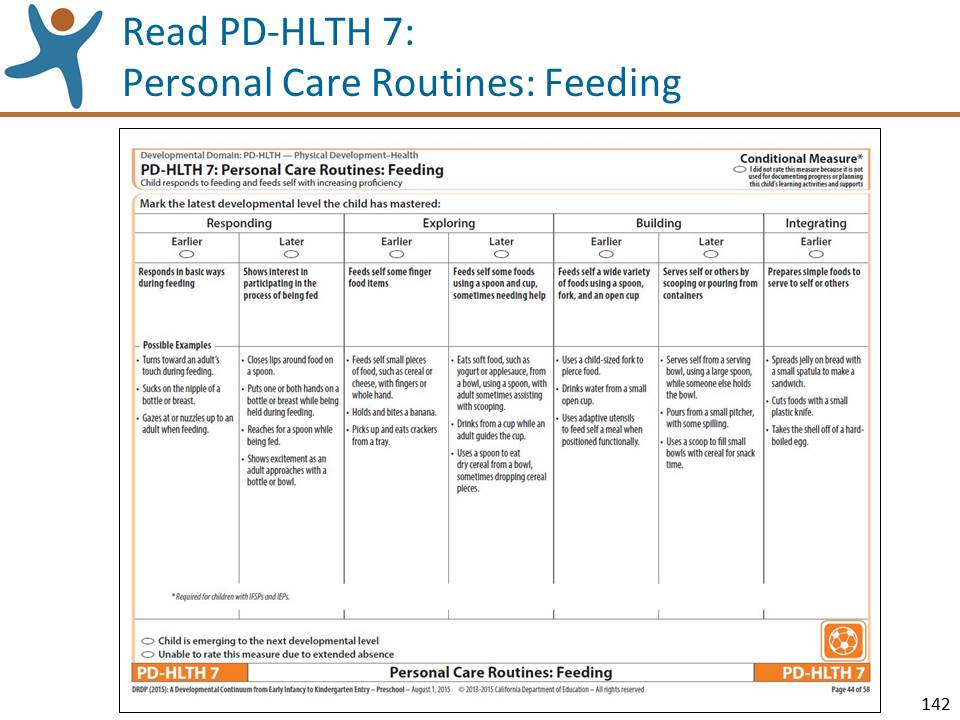 Read PD-HLTH 7:
Personal Care Routines: Feeding
Developmental Domain: PD-HLTH — Physical Development–Health
PD-HLTH 7: Personal Care Routines: Feeding
Child responds to feeding and feeds self with increasing proficiency
Conditional Measure*
I did not rate this measure because it is not
used for documenting progress or planning
this child's learning activities and supports
Mark the latest developmental level the child has mastered:
Responding
Exploring
Building
Integrating
Earlier
Later
Earlier
Later
Earlier
Later
Earlier
Responds in basic ways
during feeding
Shows interest in
participating in the
process of being fed
Feeds self some finger
food items
Feeds self some foods
using a spoon and cup,
sometimes needing help
Feeds self a wide variety
of foods using a spoon,
fork, and an open cup
Serves self or others by
scooping or pouring from
containers
Prepares simple foods to
serve to self or others
Possible Examples
• Turns toward an adult's
touch during feeding.
• Sucks on the nipple of a
bottle or breast.
• Gazes at or nuzzles up to an
adult when feeding.
• Closes lips around food on
a spoon.
• Puts one or both hands on a
bottle or breast while being
held during feeding.
• Reaches for a spoon while
being fed.
• Shows excitement as an
adult approaches with a
bottle or bowl.
• Feeds self small pieces
of food, such as cereal or
cheese, with fingers or
whole hand.
• Holds and bites a banana.
• Picks up and eats crackers
from a tray.
• Eats soft food, such as
yogurt or applesauce, from
a bowl, using a spoon, with
adult sometimes assisting
with scooping.
• Drinks from a cup while an
adult guides the cup.
• Uses a spoon to eat
dry cereal from a bowl,
sometimes dropping cereal
pieces.
• Uses a child-sized fork to
pierce food.
• Drinks water from a small
open cup.
• Uses adaptive utensils
to feed self a meal when
positioned functionally.
• Serves self from a serving
bowl, using a large spoon,
while someone else holds
the bowl.
• Pours from a small pitcher,
with some spilling.
• Uses a scoop to fill small
bowls with cereal for snack
time.
• Spreads jelly on bread with
a small spatula to make a
sandwich.
• Cuts foods with a small
plastic knife.
• Takes the shell off of a hard-
boiled egg.
* Required for children with IFSPs and IEPs.
Child is emerging to the next developmental level
Unable to rate this measure due to extended absence
PD-HLTH 7
Personal Care Routines: Feeding
PD-HLTH 7
DRDP (2015): A Developmental Continuum from Early Infancy to Kindergarten Entry – Preschool – August 1, 2015 © 2013-2015 California Department of Education – All rights reserved
Page 44 of 58
142